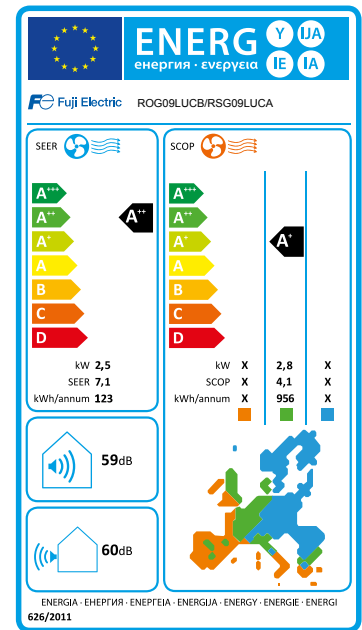 ENERG Y IJA
енергия · ενεργεια IE IA
Fuji Electric ROG09LUCB/RSG09LUCA
SEER SCOP
A+++ A+++
A++ A++ A++
A+ A+ A+
A A
B B
C C
D D
kW 2,5 kW X 2,8 X
SEER 7,1 SCOP X 4,1 X
kWh/annum 123 kWh/annum X 956 X
59dB
60dB
ENERGIA · ЕНЕРГИЯ · ΕΝΕΡΓΕΙΑ · ENERGIJA · ENERGY · ENERGIE · ENERGI
626/2011